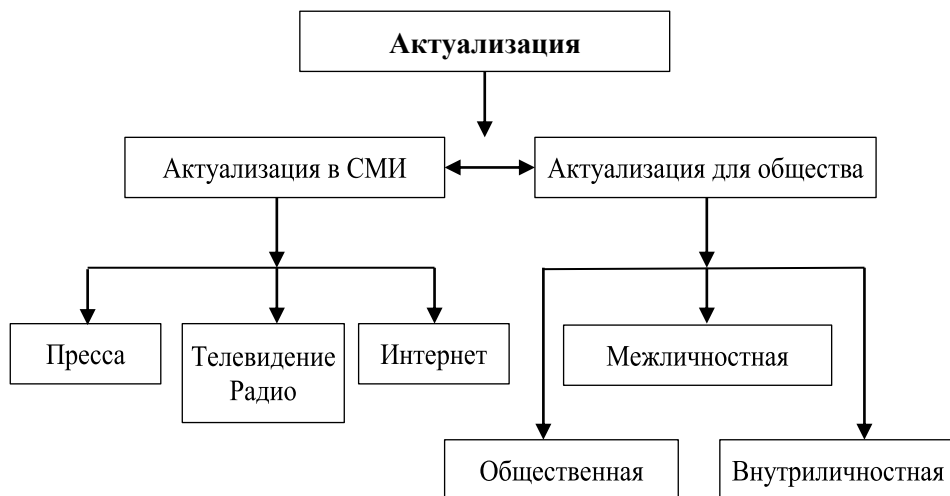 Актуализация
Актуализация в СМИ
Актуализация для общества
Пресса
Телевидение
Радио
Интернет
Межличностная
Общественная
Внутриличностная